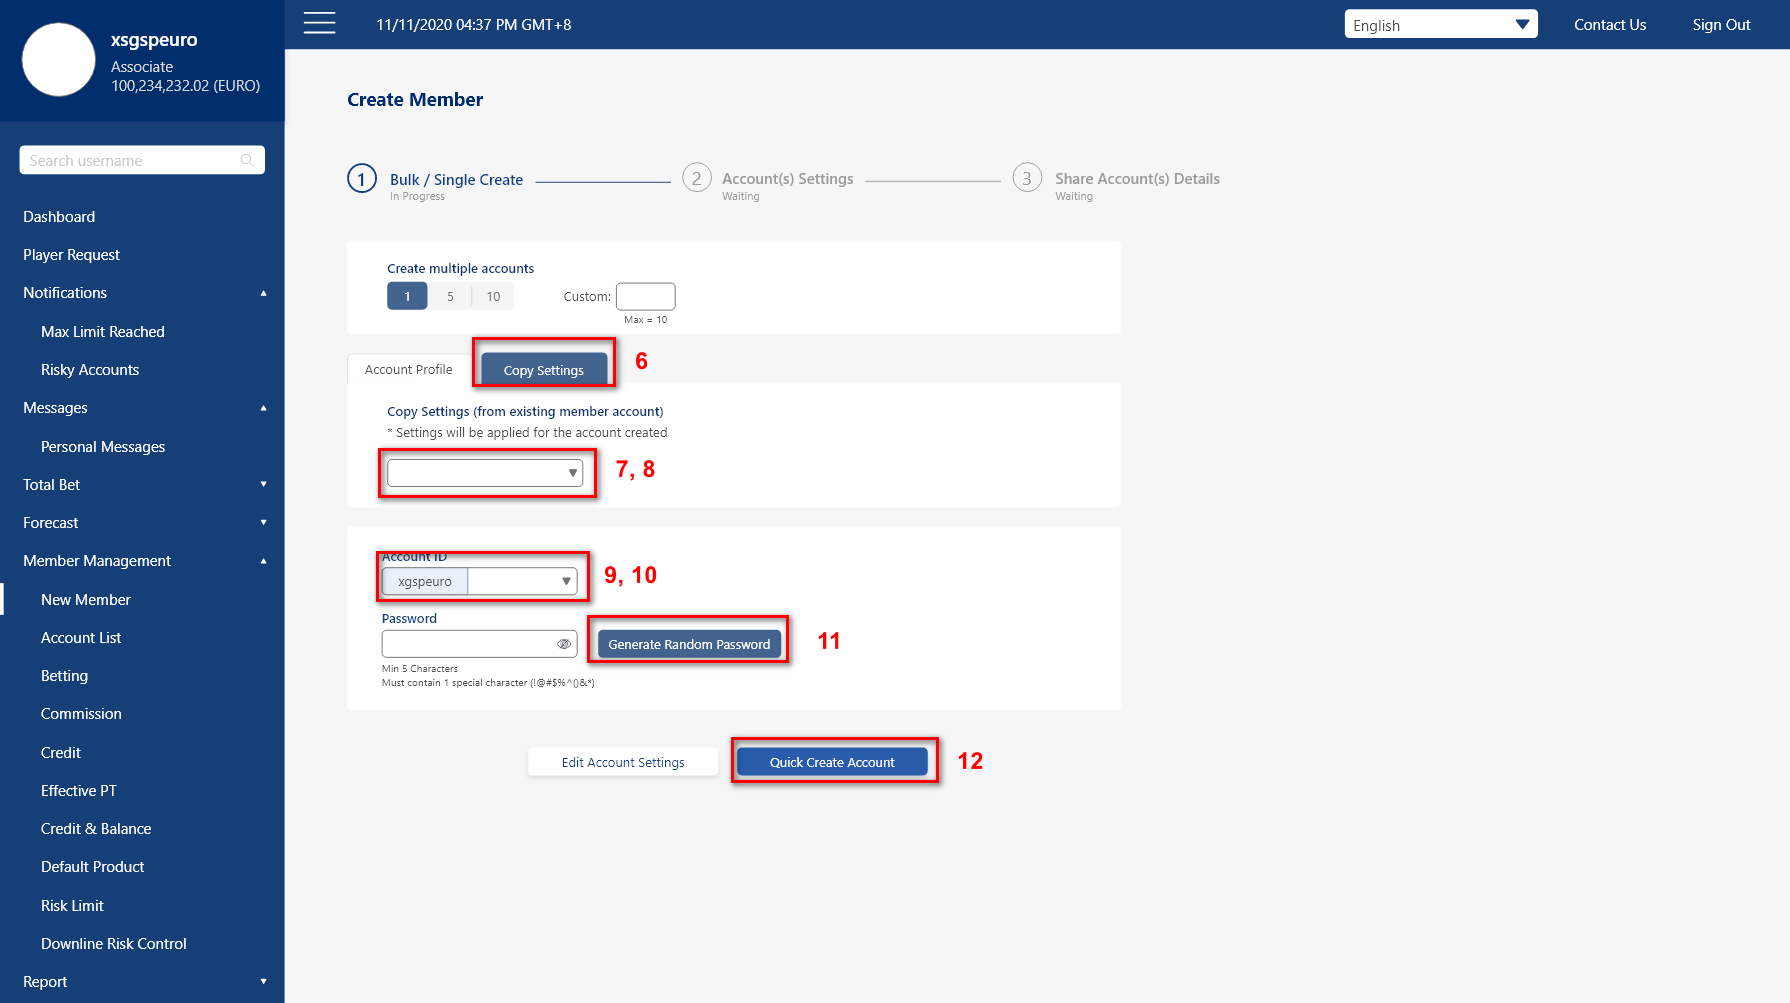 xsgspeuro
Associate
100,234,232.02 (EURO)
11/11/2020 04:37 PM GMT+8
English
Contact Us
Sign Out
Search username
Dashboard
Player Request
Notifications
Max Limit Reached
Risky Accounts
Messages
Personal Messages
Total Bet
Forecast
Member Management
New Member
Account List
Betting
Commission
Credit
Effective PT
Credit & Balance
Default Product
Risk Limit
Downline Risk Control
Report
Create Member
1 Bulk / Single Create
In Progress
2 Account(s) Settings
Waiting
3 Share Account(s) Details
Waiting
Create multiple accounts
1 5 10 Custom:
Max = 10
Account Profile Copy Settings 6
Copy Settings (from existing member account)
* Settings will be applied for the account created
7, 8
Account ID
xgspeuro 9, 10
Password
Generate Random Password 11
Min 5 Characters
Must contain 1 special character (!@#$%^()&*)
Edit Account Settings Quick Create Account 12